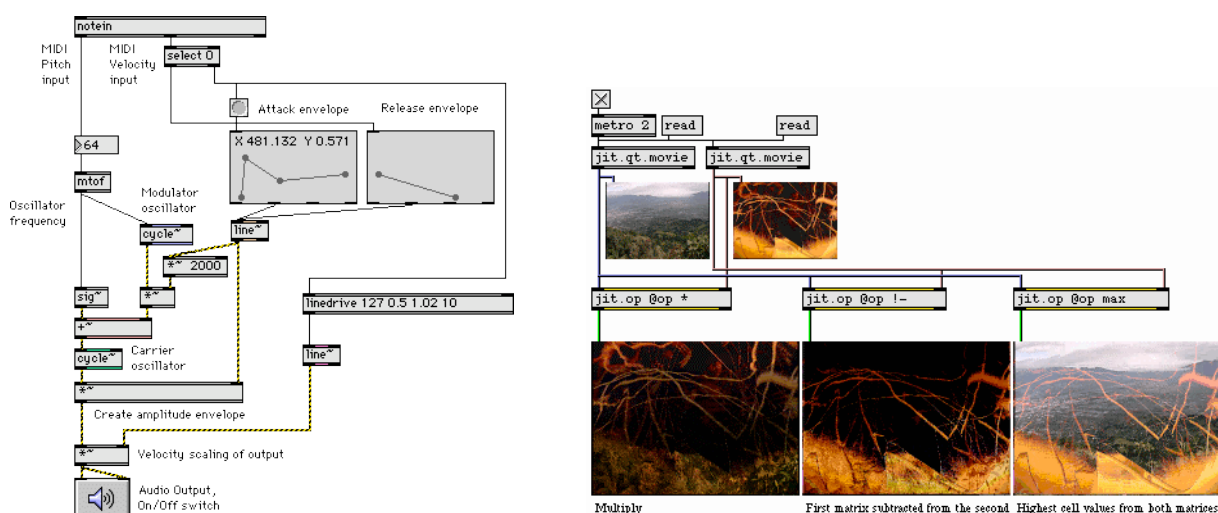 notein
MIDI
Pitch
input
MIDI
Velocity
input
select 0
Attack envelope
Release envelope
X 481.132 Y 0.571
64
mtof
Oscillator
frequency
Modulator
oscillator
cycle~
line~
*~ 2000
sig~
*~
linedrive 127 0.5 1.02 10
+~
cycle~
Carrier
oscillator
line~
*~
Create amplitude envelope
*~
Velocity scaling of output
Audio Output,
On/Off switch
metro 2
read
read
jit.qt.movie
jit.qt.movie
jit.op @op *
jit.op @op !-
jit.op @op max
Multiply
First matrix subtracted from the second
Highest cell values from both matrices